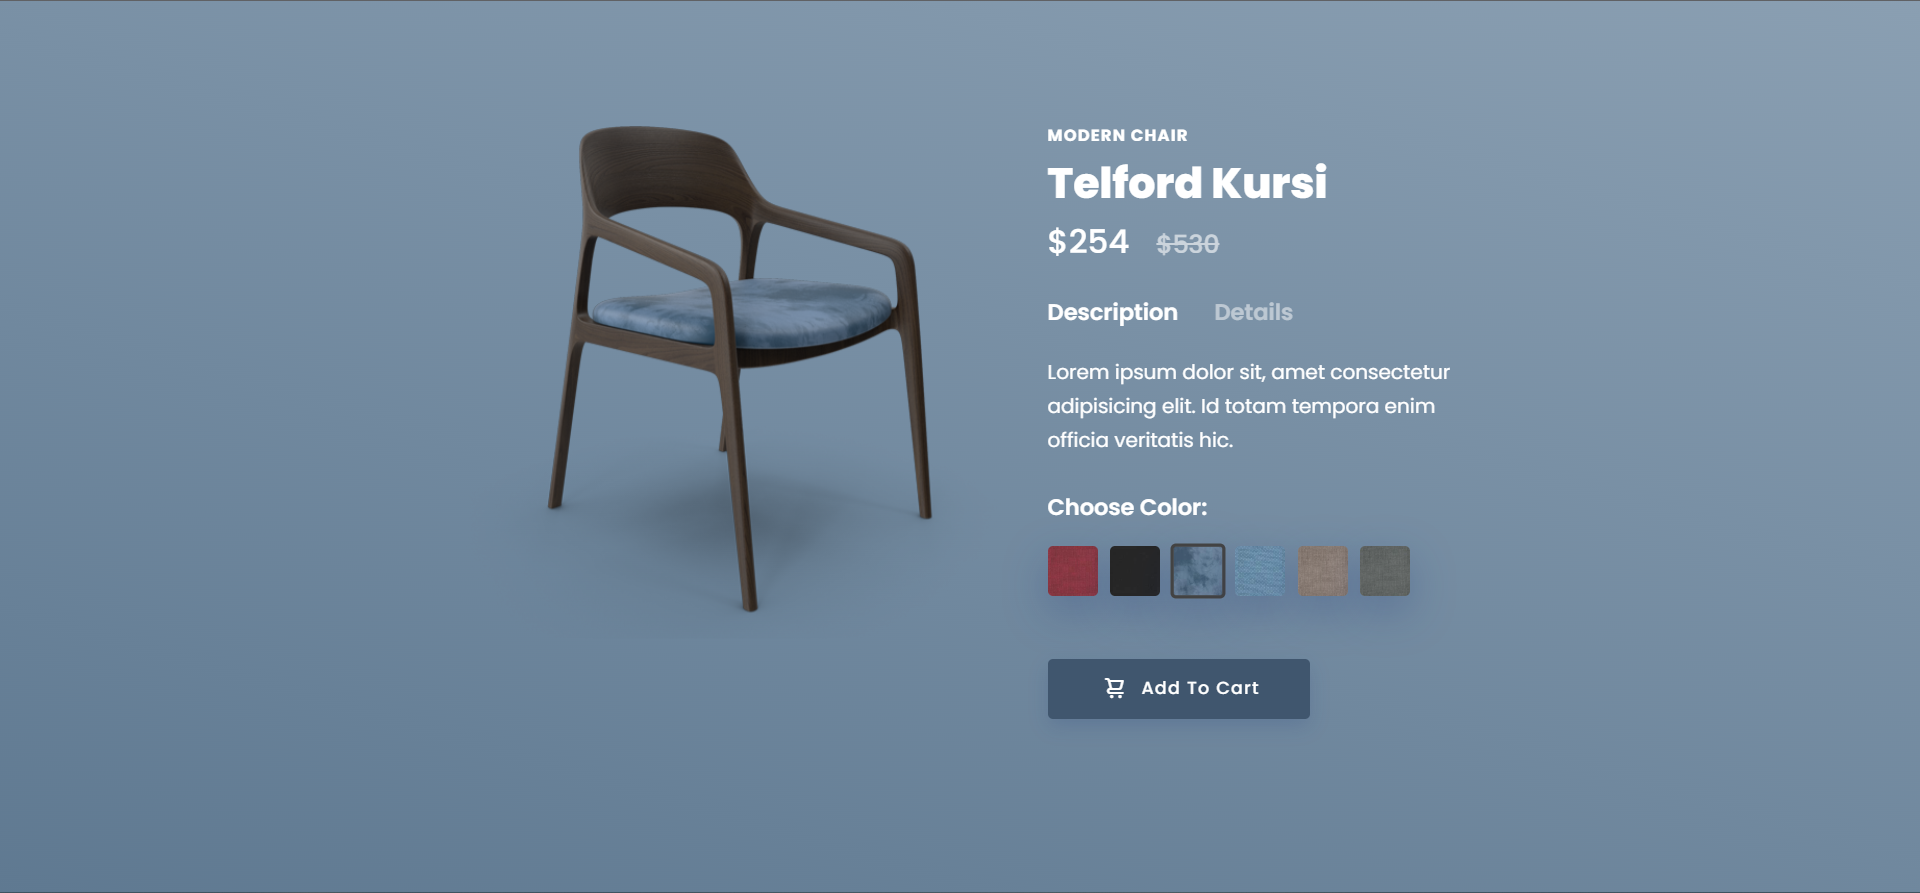 MODERN CHAIR
Telford Kursi
$254 $530
Description Details
Lorem ipsum dolor sit, amet consectetur
adipisicing elit. Id totam tempora enim
officia veritatis hic.
Choose Color:
Add To Cart